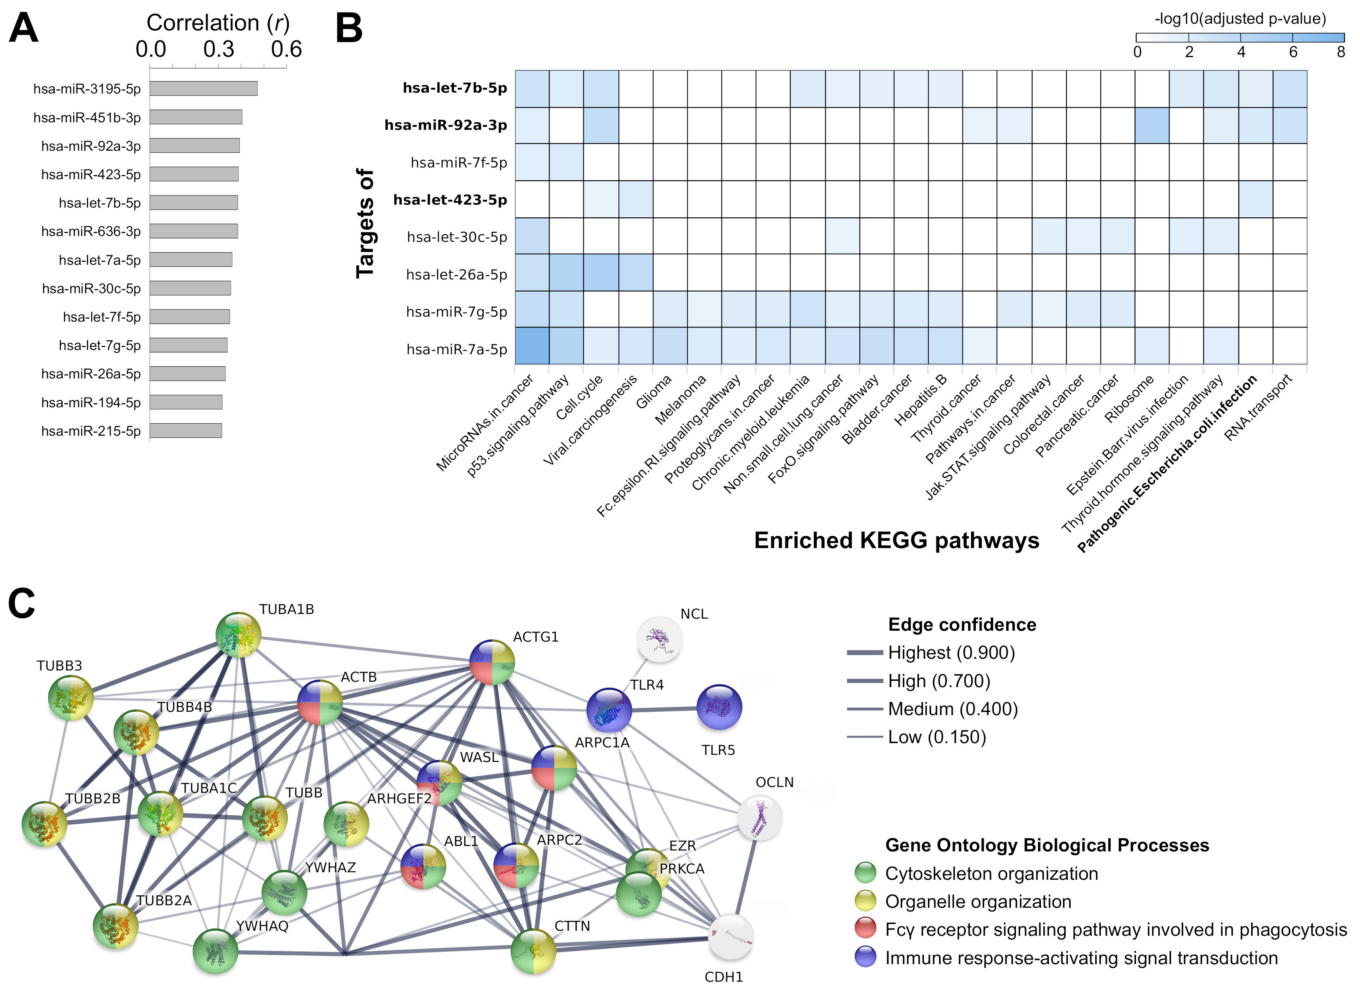 A
Correlation (r)
0.0 0.3 0.6
hsa-miR-3195-5p
hsa-miR-451b-3p
hsa-miR-92a-3p
hsa-miR-423-5p
hsa-let-7b-5p
hsa-miR-636-3p
hsa-let-7a-5p
hsa-miR-30c-5p
hsa-let-7f-5p
hsa-let-7g-5p
hsa-miR-26a-5p
hsa-miR-194-5p
hsa-miR-215-5p
B
-log10(adjusted p-value)
0 2 4 6 8
Targets of
hsa-let-7b-5p
hsa-miR-92a-3p
hsa-miR-7f-5p
hsa-let-423-5p
hsa-let-30c-5p
hsa-let-26a-5p
hsa-miR-7g-5p
hsa-miR-7a-5p
MicroRNAs.in.cancer
p53.signaling.pathway
Cell.cycle
Viral.carcinogenesis
Glioma
Melanoma
Fc.epsilon.RI.signaling.pathway
Proteoglycans.in.cancer
Chronic.myeloid.leukemia
Non.small.cell.lung.cancer
FoxO.signaling.pathway
Bladder.cancer
Hepatitis.B
Thyroid.cancer
Pathways.in.cancer
Jak.STAT.signaling.pathway
Colorectal.cancer
Pancreatic.cancer
Ribosome
Epstein.Barr.virus.infection
Thyroid.hormone.signaling.pathway
Pathogenic.Escherichia.coli.infection
RNA.transport
Enriched KEGG pathways
C
TUBA1B
NCL
ACTG1
TUBB3
ACTB
TLR4
TUBB4B
ARPC1A
TLR5
WASL
OCLN
TUBB2B
TUBA1C
TUBB
ARHGEF2
ABL1
ARPC2
EZR
YWHAZ
PRKCA
TUBB2A
YWHAQ
CTTN
CDH1
Edge confidence
Highest (0.900)
High (0.700)
Medium (0.400)
Low (0.150)
Gene Ontology Biological Processes
Cytoskeleton organization
Organelle organization
Fcγ receptor signaling pathway involved in phagocytosis
Immune response-activating signal transduction